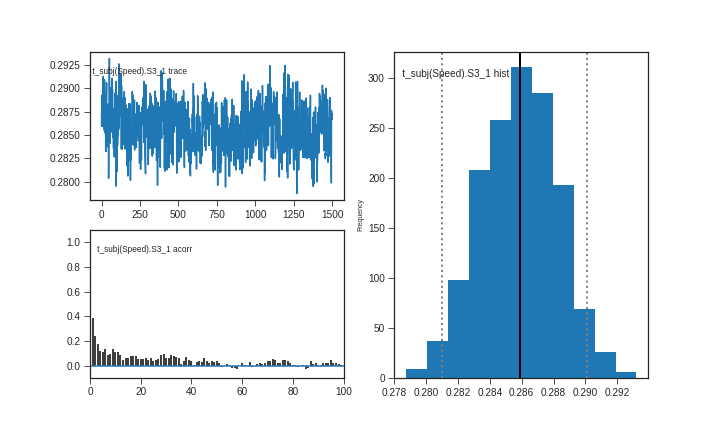 t_subj(Speed).S3_1 trace
0.2925
0.2900
0.2875
0.2850
0.2825
0.2800
0 250 500 750 1000 1250 1500
t_subj(Speed).S3_1 acorr
1.0
0.8
0.6
0.4
0.2
0.0
0 20 40 60 80 100
t_subj(Speed).S3_1 hist
Frequency
300
250
200
150
100
50
0
0.278 0.280 0.282 0.284 0.286 0.288 0.290 0.292